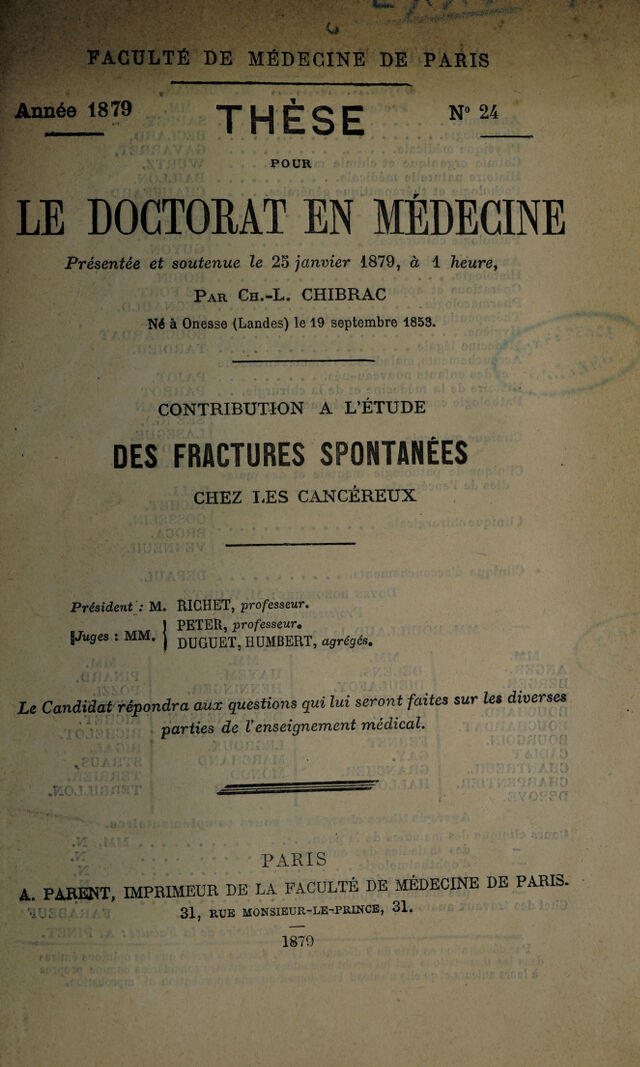 FACULTÉ DE MÉDECINE DE PARIS
Année 1879
THÈSE
N° 24
POUR
LE DOCTORAT EN MÉDECINE
Présentée et soutenue le 25 janvier 1879, à 1 heure,
PAR CH.-L. CHIBRAC
Né à Onesse (Landes) le 19 septembre 1853.
CONTRIBUTION A L'ÉTUDE
DES FRACTURES SPONTANÉES
CHEZ LES CANCÉREUX
Président : M. RICHET, professeur.
Juges : MM. } PETER, professeur.
DUGUET, HUMBERT, agrégés.
Le Candidat répondra aux questions qui lui seront faites sur les diverses
parties de l'enseignement médical.
PARIS
A. PARENT, IMPRIMEUR DE LA FACULTÉ DE MÉDECINE DE PARIS.
31, RUE MONSIEUR-LE-PRINCE, 31.
1879